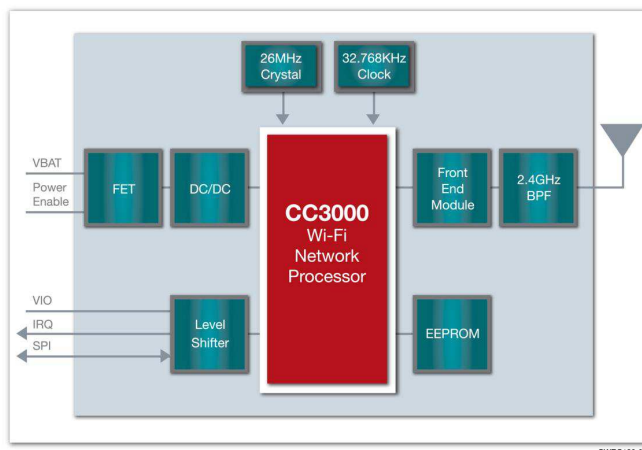 26MHz
Crystal
32.768KHz
Clock
VBAT
Power
Enable
FET
DC/DC
CC3000
Wi-Fi
Network
Processor
Front
End
Module
2.4GHz
BPF
VIO
IRQ
SPI
Level
Shifter
EEPROM